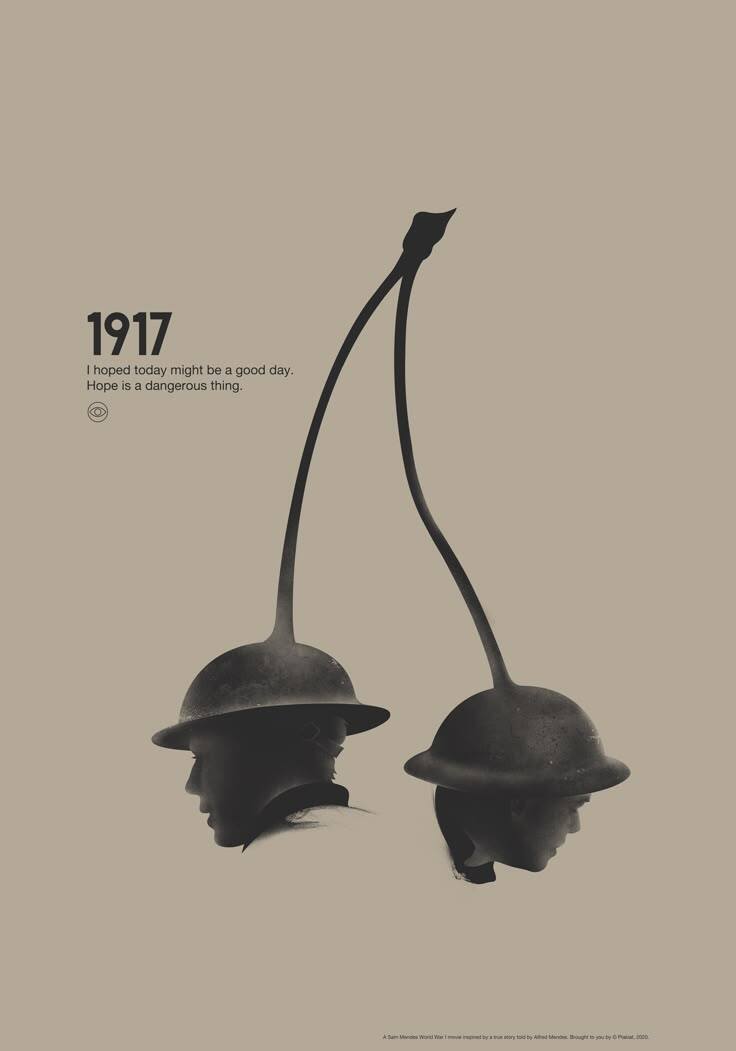 1917
I hoped today might be a good day.
Hope is a dangerous thing.
A Sam Mendes World War I movie inspired by a true story told by Alfred Mendes. Brought to you by © Plakiat, 2020.